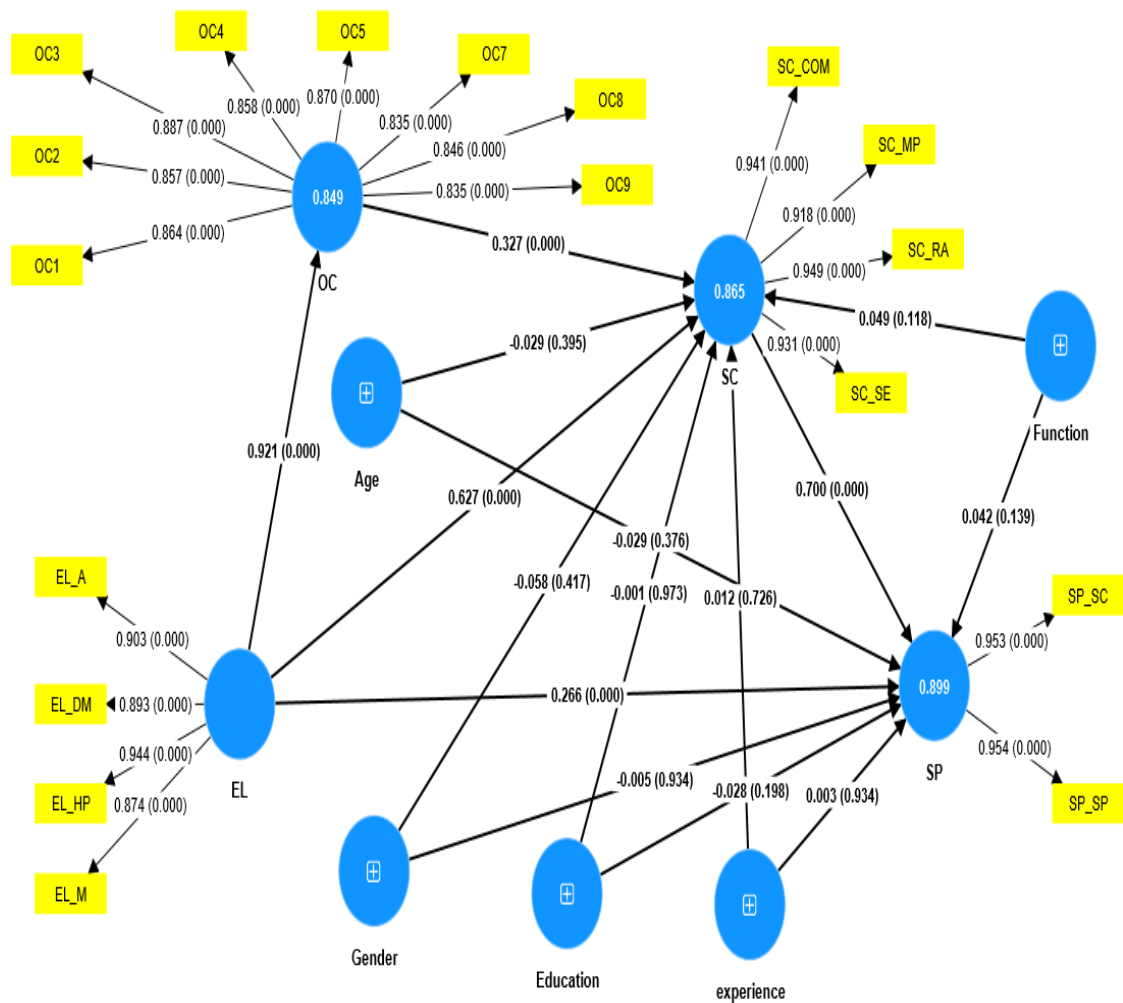 OC4
OC5
OC3
OC7
SC_COM
OC8
0.858 (0.000)
0.870 (0.000)
0.887 (0.000)
0.835 (0.000)
SC_MP
OC2
0.846 (0.000)
0.941 (0.000)
0.857 (0.000)
0.849
0.835 (0.000)
OC9
0.918 (0.000)
0.864 (0.000)
0.327 (0.000)
SC_RA
OC1
0.949 (0.000)
OC
0.865
0.049 (0.118)
-0.029 (0.395)
0.931 (0.000)
SC
SC_SE
Function
0.921 (0.000)
Age
0.627 (0.000)
0.700 (0.000)
0.042 (0.139)
-0.029 (0.376)
EL_A
-0.058 (0.417)
-0.001 (0.973)
0.012 (0.726)
SP_SC
0.903 (0.000)
0.953 (0.000)
0.899
EL_DM
0.893 (0.000)
0.266 (0.000)
0.944 (0.000)
0.954 (0.000)
SP
-0.005 (0.934)
-0.028 (0.198)
0.003 (0.934)
EL_HP
0.874 (0.000)
EL
SP_SP
EL_M
Gender
Education
experience